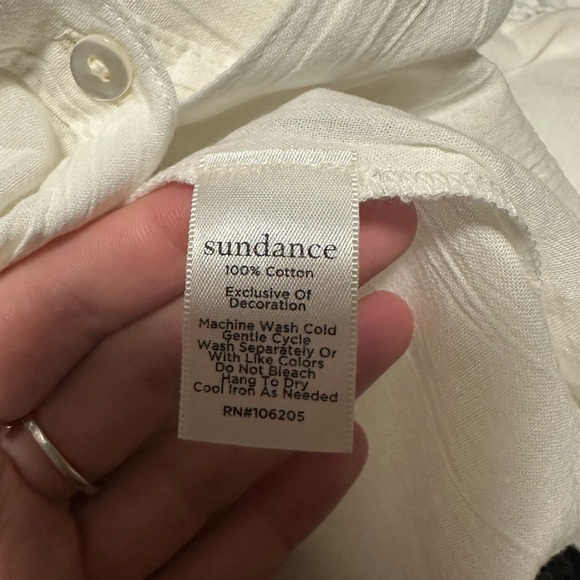 sundance
100% Cotton
Exclusive Of
Decoration
Machine Wash Cold
Gentle Cycle
Wash Separately Or
With Like Colors
Do Not Bleach
Hang To Dry
Cool Iron As Needed
RN#106205